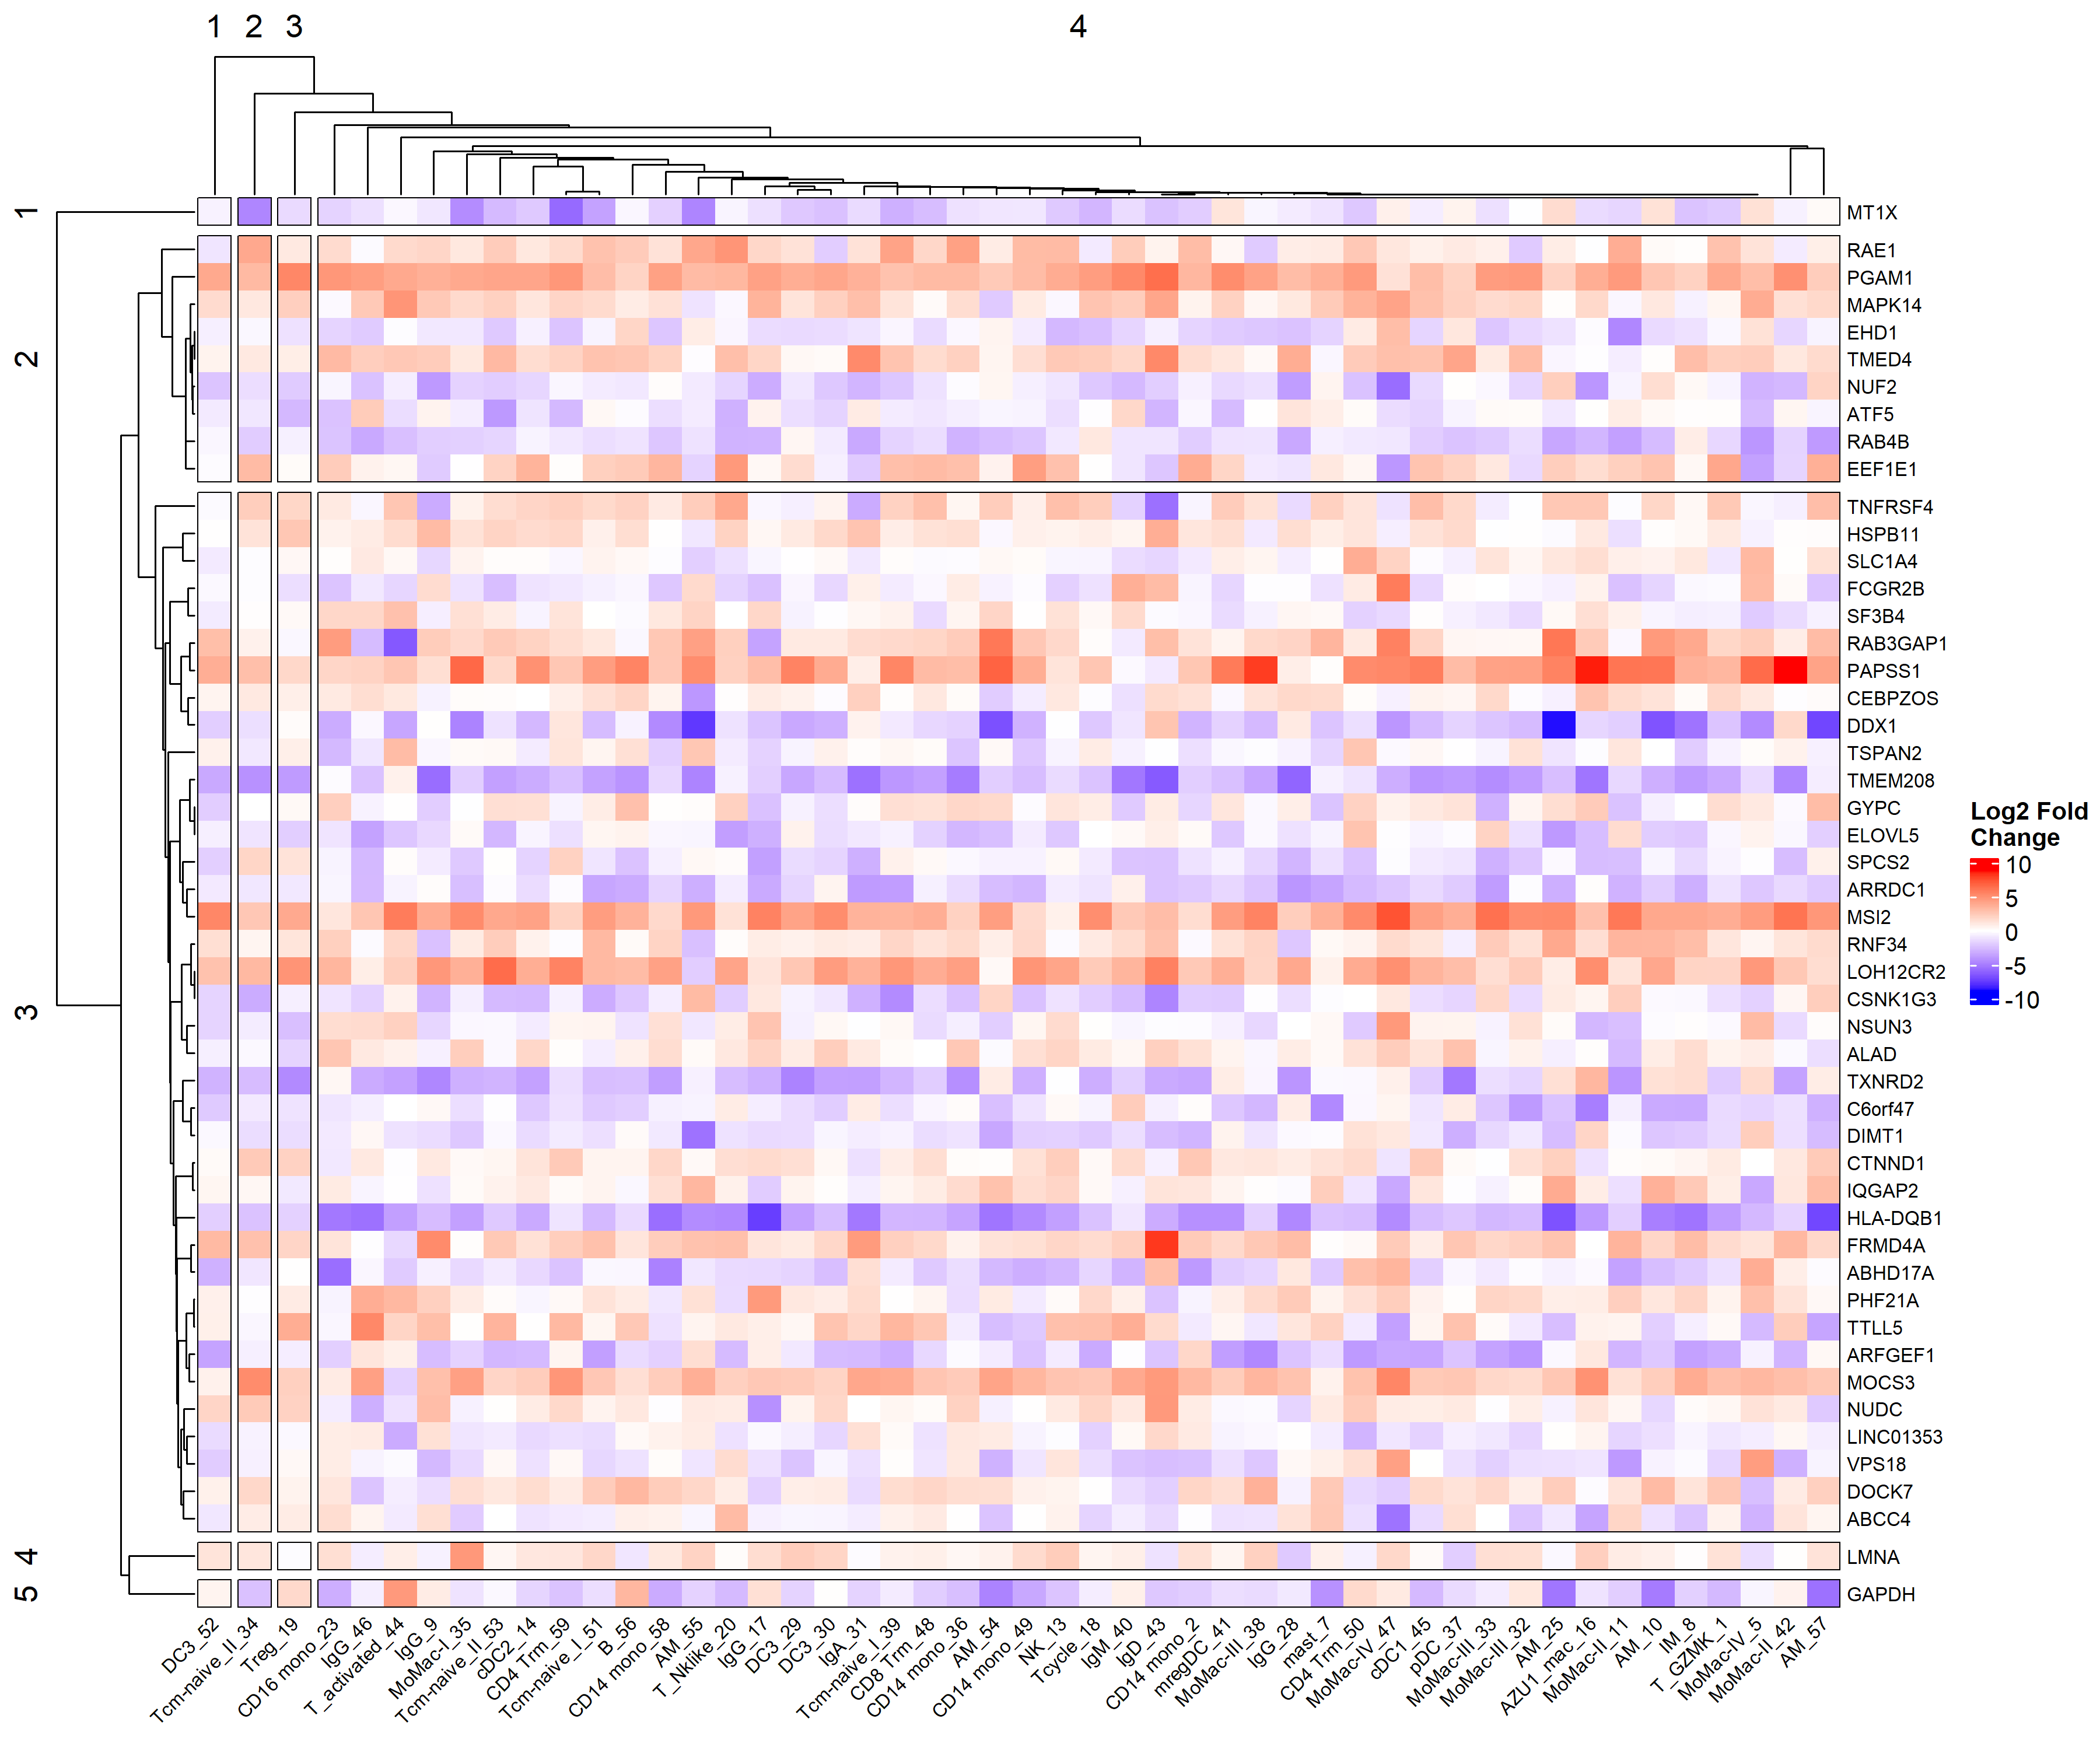 1 2 3 4
1
2
3
4
5
MT1X
RAE1
PGAM1
MAPK14
EHD1
TMED4
NUF2
ATF5
RAB4B
EEF1E1
TNFRSF4
HSPB11
SLC1A4
FCGR2B
SF3B4
RAB3GAP1
PAPSS1
CEBPZOS
DDX1
TSPAN2
TMEM208
GYPC
ELOVL5
SPCS2
ARRDC1
MSI2
RNF34
LOH12CR2
CSNK1G3
NSUN3
ALAD
TXNRD2
C6orf47
DIMT1
CTNND1
IQGAP2
HLA-DQB1
FRMD4A
ABHD17A
PHF21A
TTLL5
ARFGEF1
MOCS3
NUDC
LINC01353
VPS18
DOCK7
ABCC4
LMNA
GAPDH
DC3_52
Tcm-naive_II_34
Treg_19
CD16 mono_23
IgG_46
T_activated_44
IgG_9
MoMac-I_35
Tcm-naive_II_53
cDC2_14
CD4 Trm_59
Tcm-naive_I_51
B_56
CD14 mono_58
AM_55
T_Nklike_20
IgG_17
DC3_29
DC3_30
IgA_31
Tcm-naive_I_39
CD8 Trm_48
CD14 mono_36
AM_54
CD14 mono_49
NK_13
Tcycle_18
IgM_40
IgD_43
CD14 mono_2
mregDC_41
MoMac-III_38
IgG_28
mast_7
CD4 Trm_50
MoMac-IV_47
cDC1_45
pDC_37
MoMac-III_33
MoMac-III_32
AM_25
AZU1_mac_16
MoMac-II_11
AM_10
IM_8
T_GZMK_1
MoMac-IV_5
MoMac-II_42
AM_57
Log2 Fold
Change
10
5
0
-5
-10